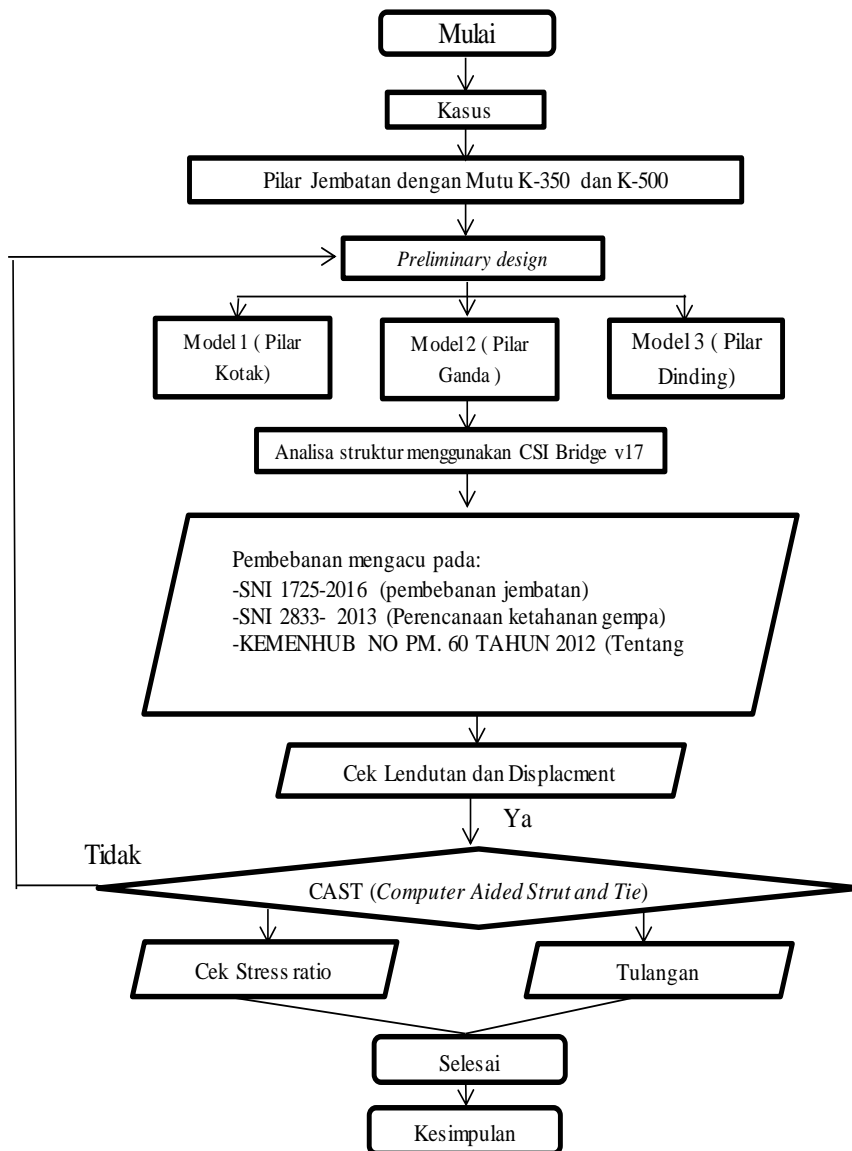 Mulai
Kasus
Pilar Jembatan dengan Mutu K-350 dan K-500
Preliminary design
Model 1 ( Pilar
Kotak)
Model 2 ( Pilar
Ganda )
Model 3 ( Pilar
Dinding)
Analisa struktur menggunakan CSI Bridge v17
Pembebanan mengacu pada:
-SNI 1725-2016 (pembebanan jembatan)
-SNI 2833- 2013 (Perencanaan ketahanan gempa)
-KEMENHUB NO PM. 60 TAHUN 2012 (Tentang
Cek Lendutan dan Displacment
Ya
Tidak
CAST (Computer Aided Strut and Tie)
Cek Stress ratio
Tulangan
Selesai
Kesimpulan